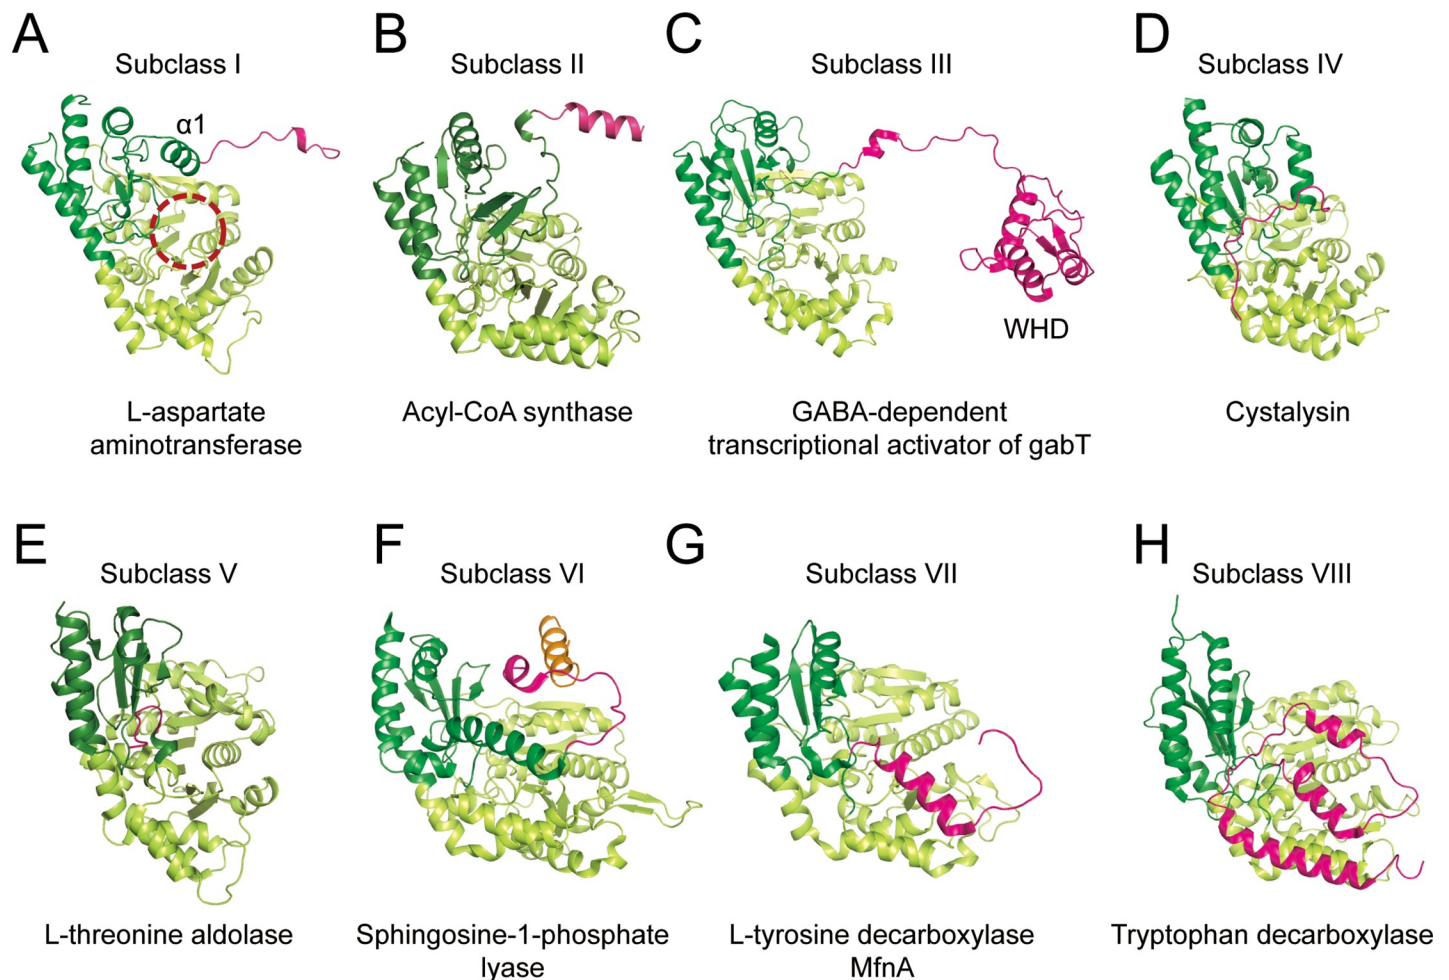 A
Subclass I
α1
L-aspartate
aminotransferase
B
Subclass II
Acyl-CoA synthase
C
Subclass III
WHD
GABA-dependent
transcriptional activator of gabT
D
Subclass IV
Cystalysin
E
Subclass V
L-threonine aldolase
F
Subclass VI
Sphingosine-1-phosphate
lyase
G
Subclass VII
L-tyrosine decarboxylase
MfnA
H
Subclass VIII
Tryptophan decarboxylase